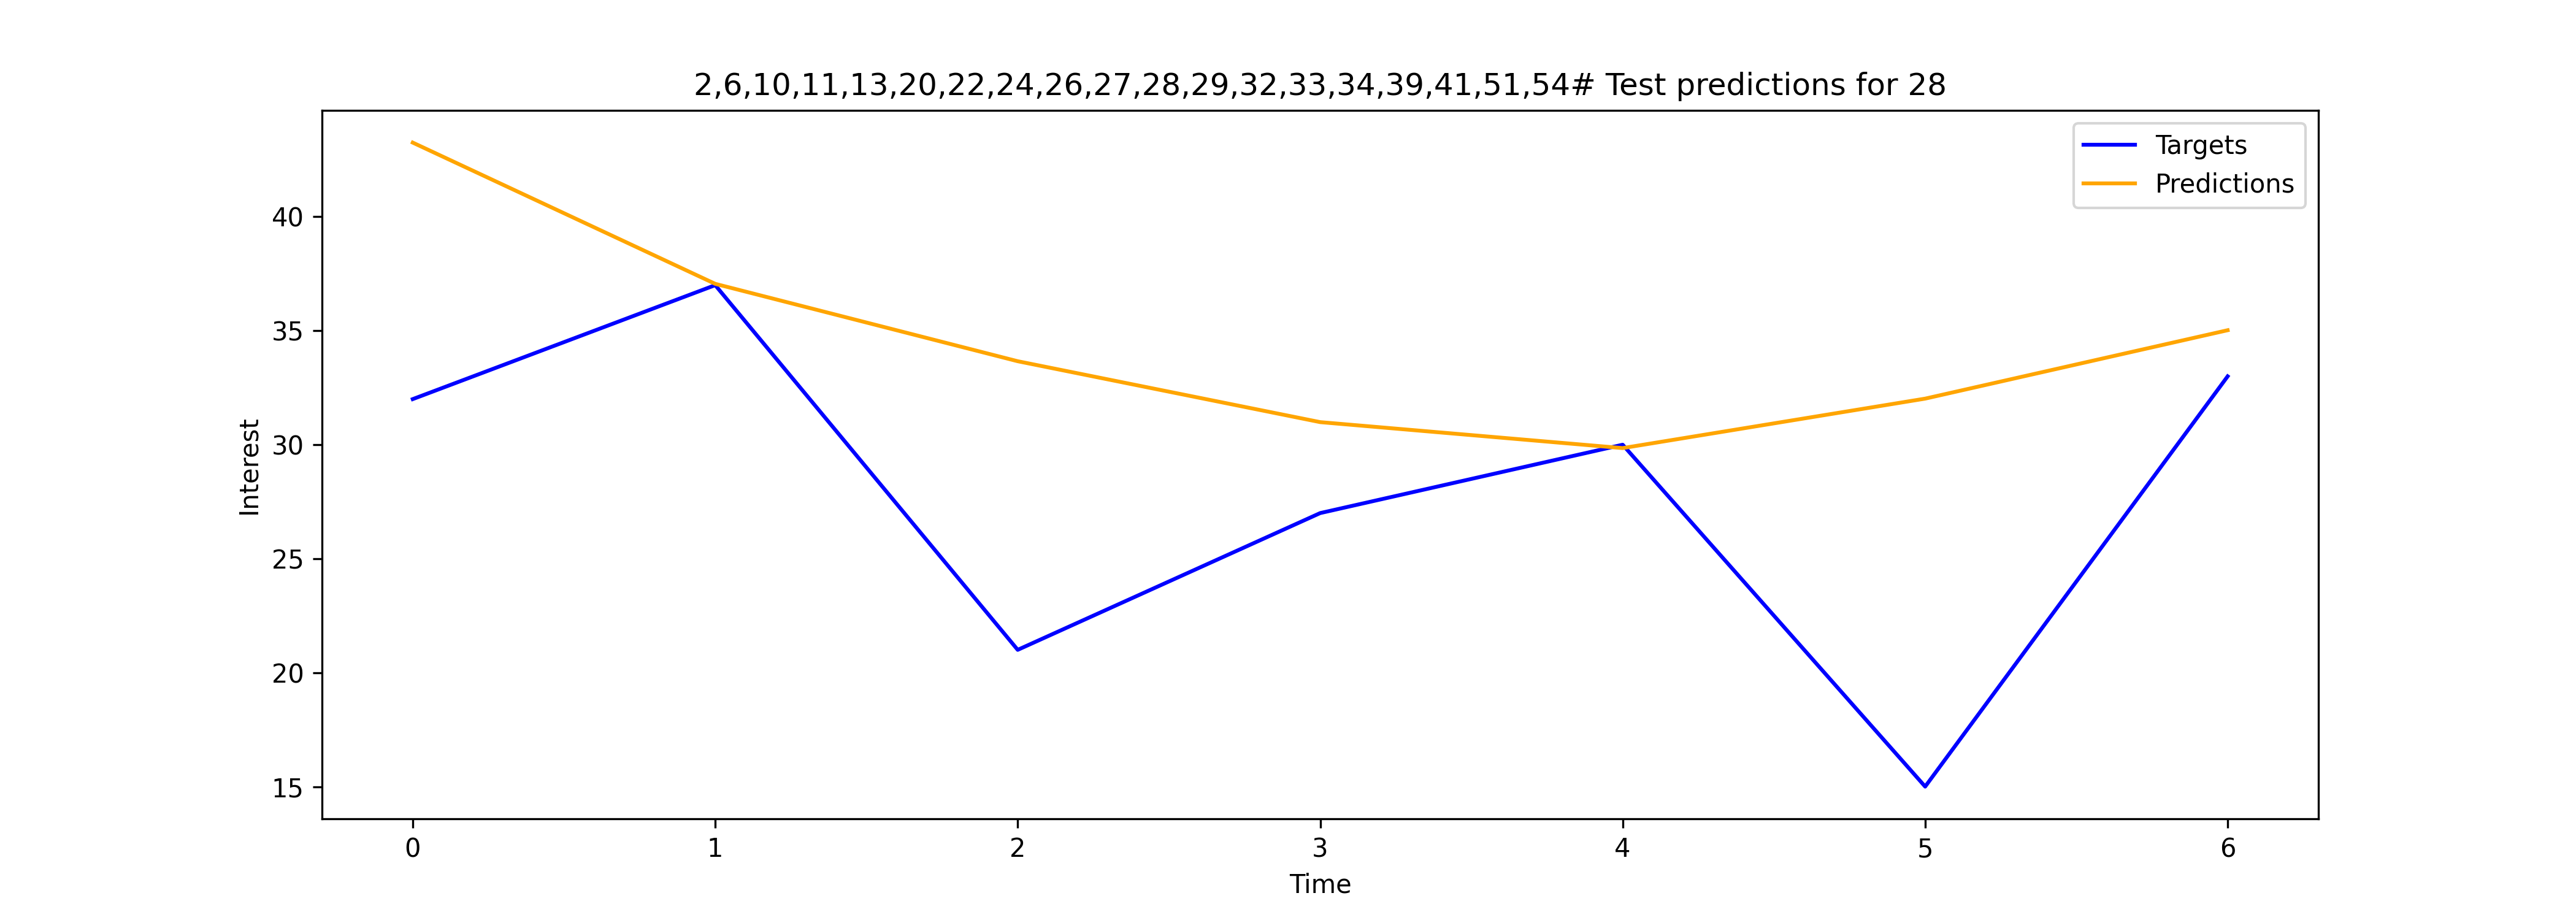 2,6,10,11,13,20,22,24,26,27,28,29,32,33,34,39,41,51,54# Test predictions for 28
Targets
Predictions
40
35
30
25
20
15
Interest
0 1 2 3 4 5 6
Time